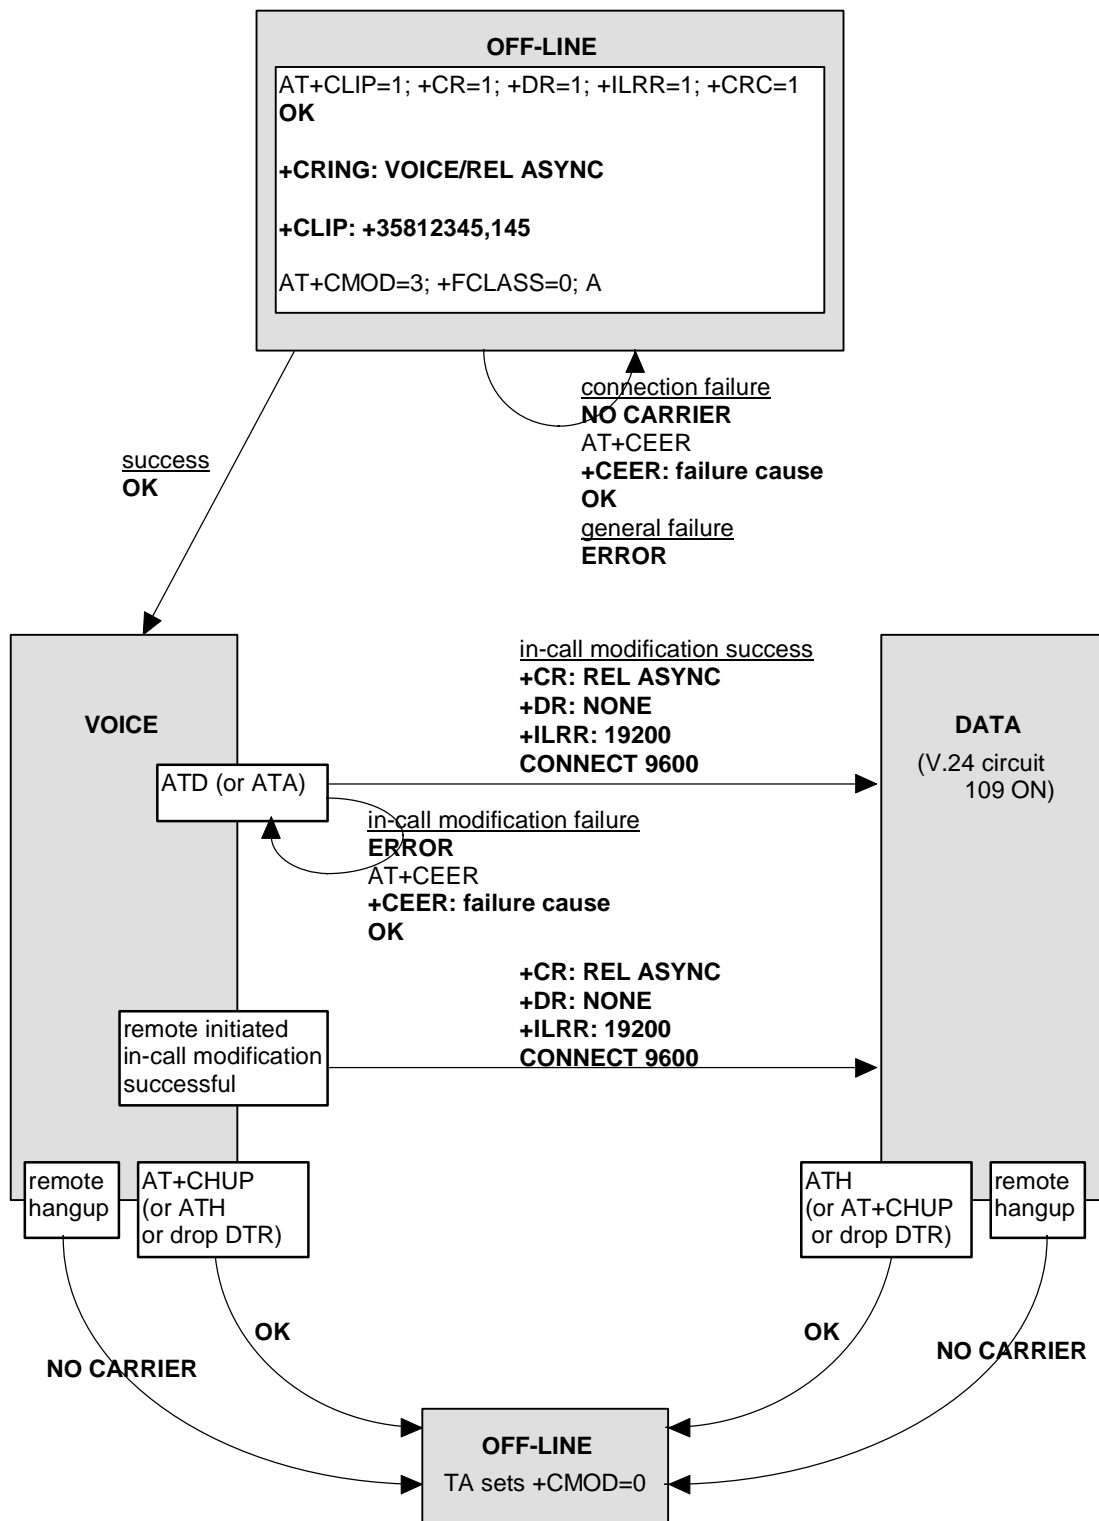 OFF-LINE
AT+CLIP=1; +CR=1; +DR=1; +ILRR=1; +CRC=1
OK
+CRING: VOICE/REL ASYNC
+CLIP: +35812345,145
AT+CMOD=3; +FCLASS=0; A
connection failure
NO CARRIER
AT+CEER
+CEER: failure cause
OK
general failure
ERROR
success
OK
VOICE
in-call modification success
+CR: REL ASYNC
+DR: NONE
+ILRR: 19200
CONNECT 9600
DATA
(V.24 circuit
109 ON)
ATD (or ATA)
in-call modification failure
ERROR
AT+CEER
+CEER: failure cause
OK
+CR: REL ASYNC
+DR: NONE
+ILRR: 19200
CONNECT 9600
remote initiated
in-call modification
successful
remote
hangup
AT+CHUP
(or ATH
or drop DTR)
ATH
(or AT+CHUP
or drop DTR)
remote
hangup
OK
NO CARRIER
OK
NO CARRIER
OFF-LINE
TA sets +CMOD=0